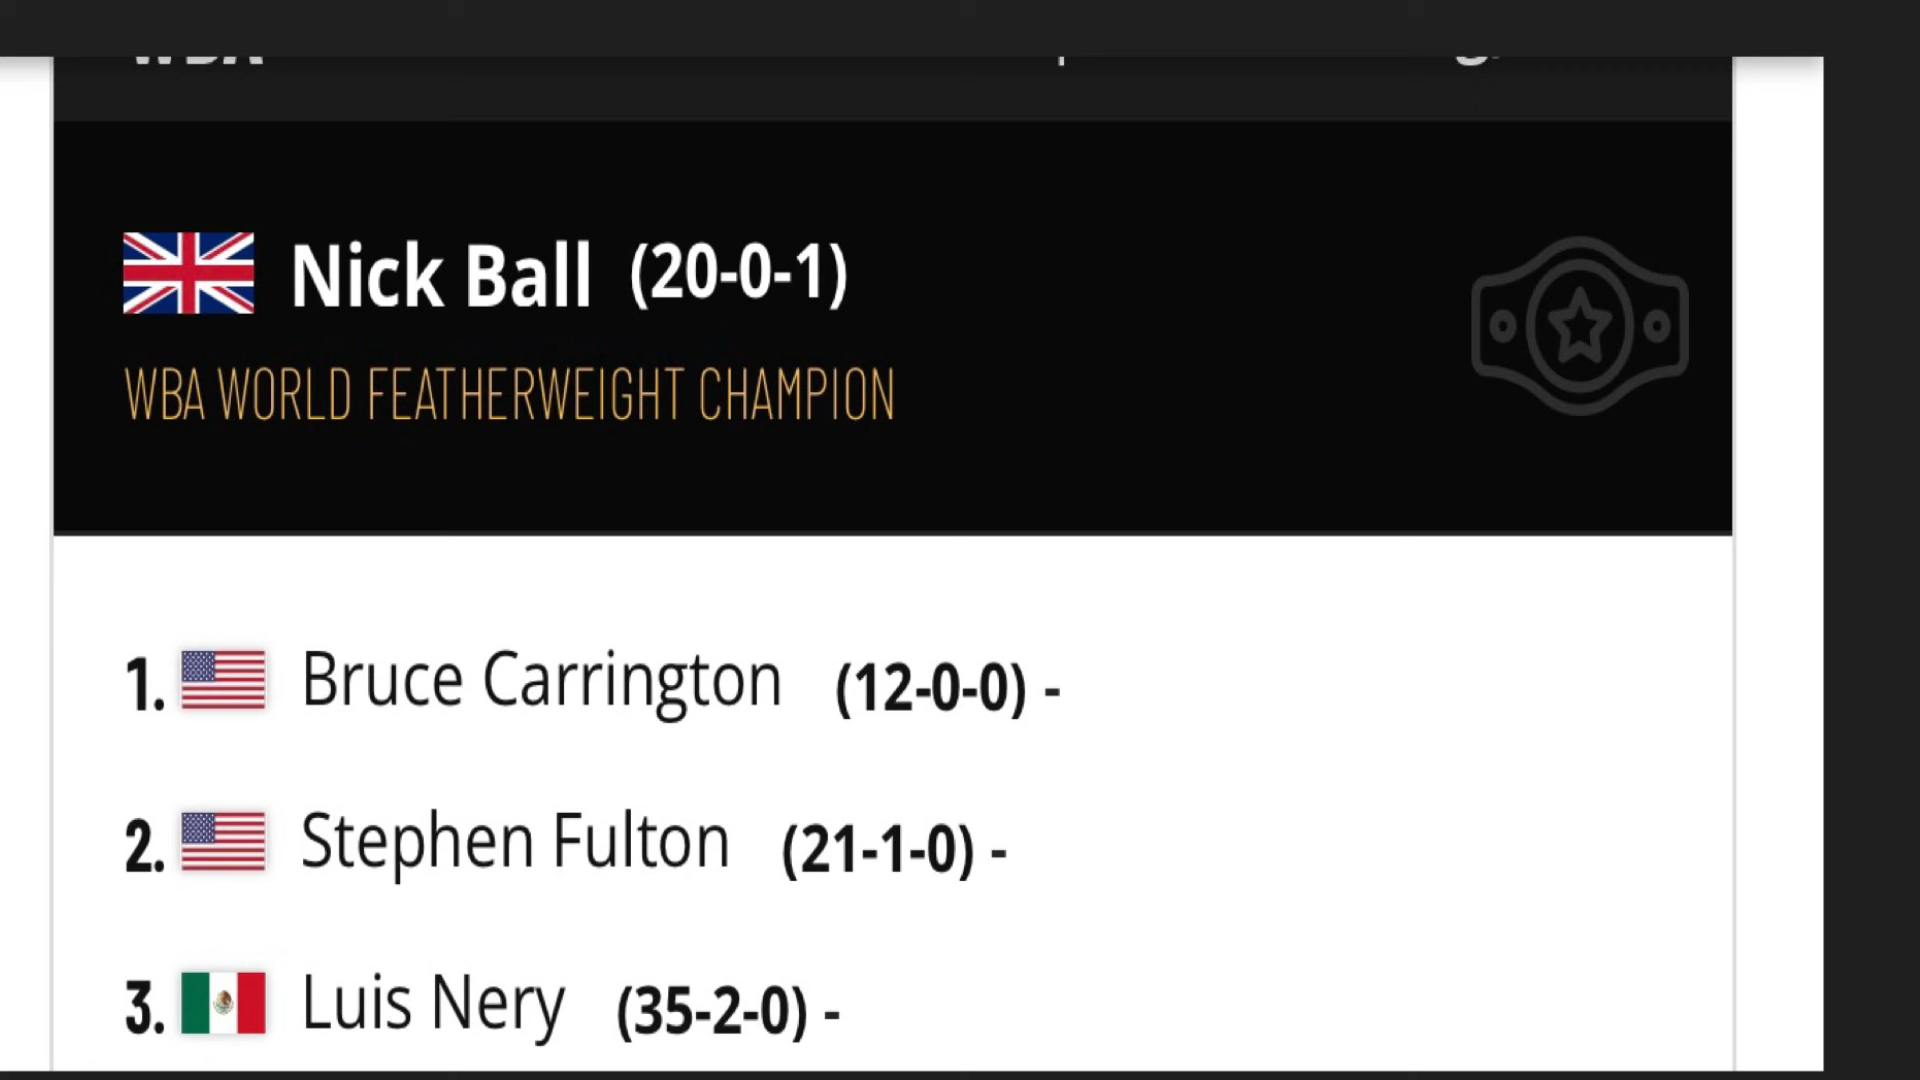 WBA
Nick Ball (20-0-1)
WBA WORLD FEATHERWEIGHT CHAMPION
1. Bruce Carrington (12-0-0) -
2. Stephen Fulton (21-1-0) -
3. Luis Nery (35-2-0) -